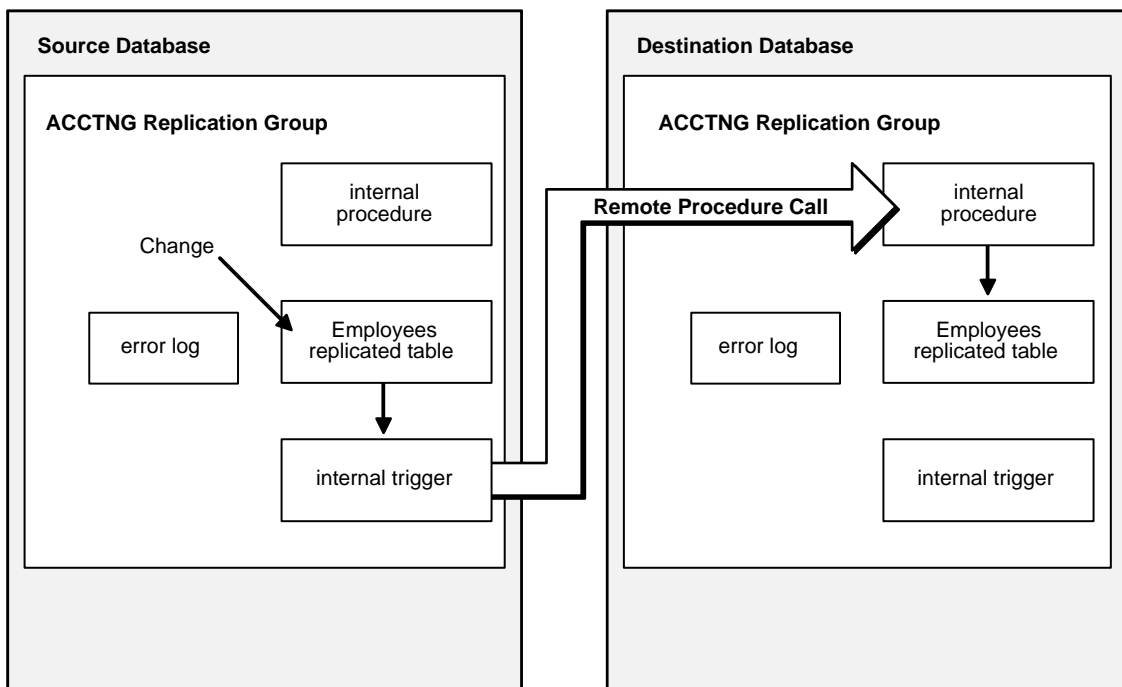 Source Database
ACCTNG Replication Group
internal
procedure
Change
Employees
replicated table
error log
internal trigger
Remote Procedure Call
Destination Database
ACCTNG Replication Group
internal
procedure
Employees
replicated table
error log
internal trigger